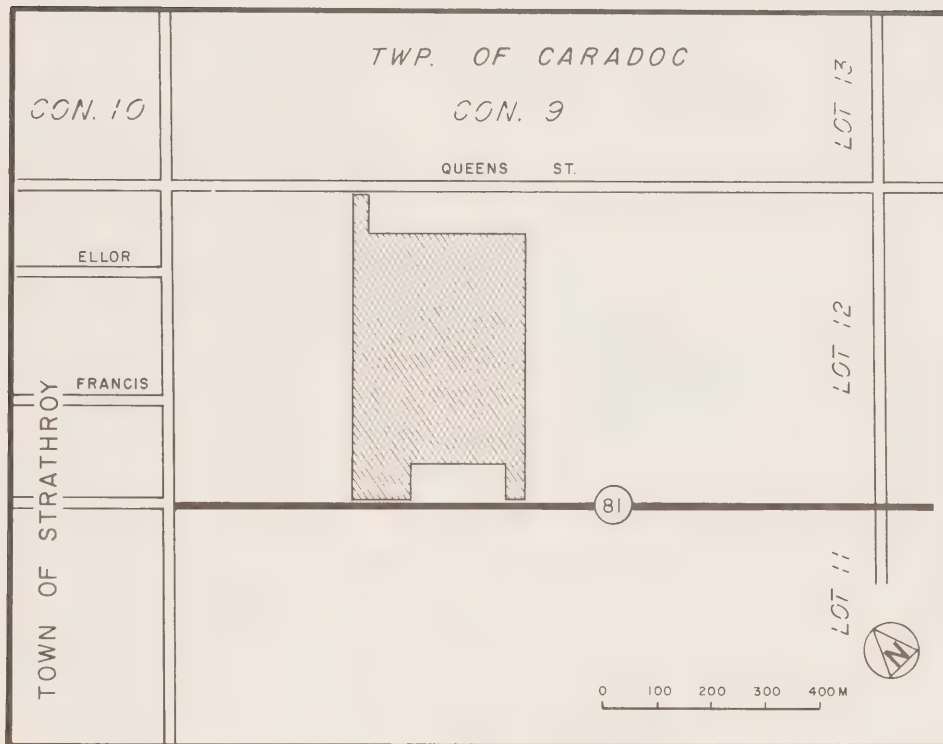 TWP. OF CARADOC
CON. 10
CON. 9
LOT 13
QUEENS ST.
ELLOR
LOT 12
FRANCIS
TOWN OF STRATHROY
81
LOT 11
N
0 100 200 300 400 M